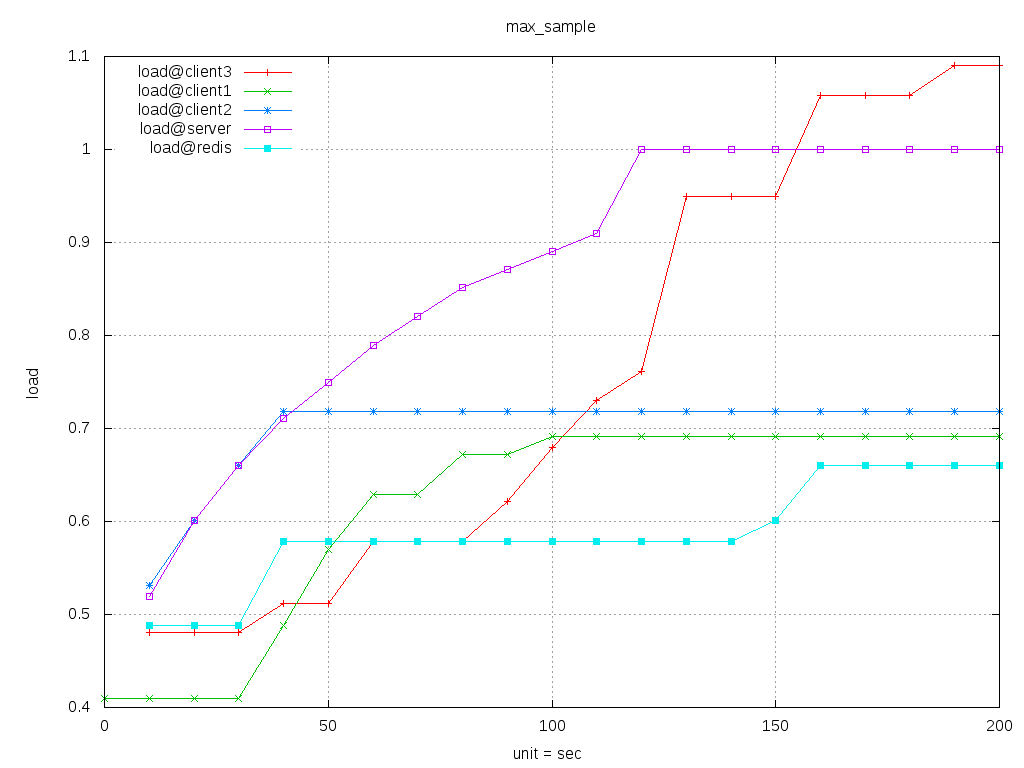 max_sample
1.1
1
0.9
0.8
0.7
0.6
0.5
0.4
load
load@client3
load@client1
load@client2
load@server
load@redis
0 50 100 150 200
unit = sec